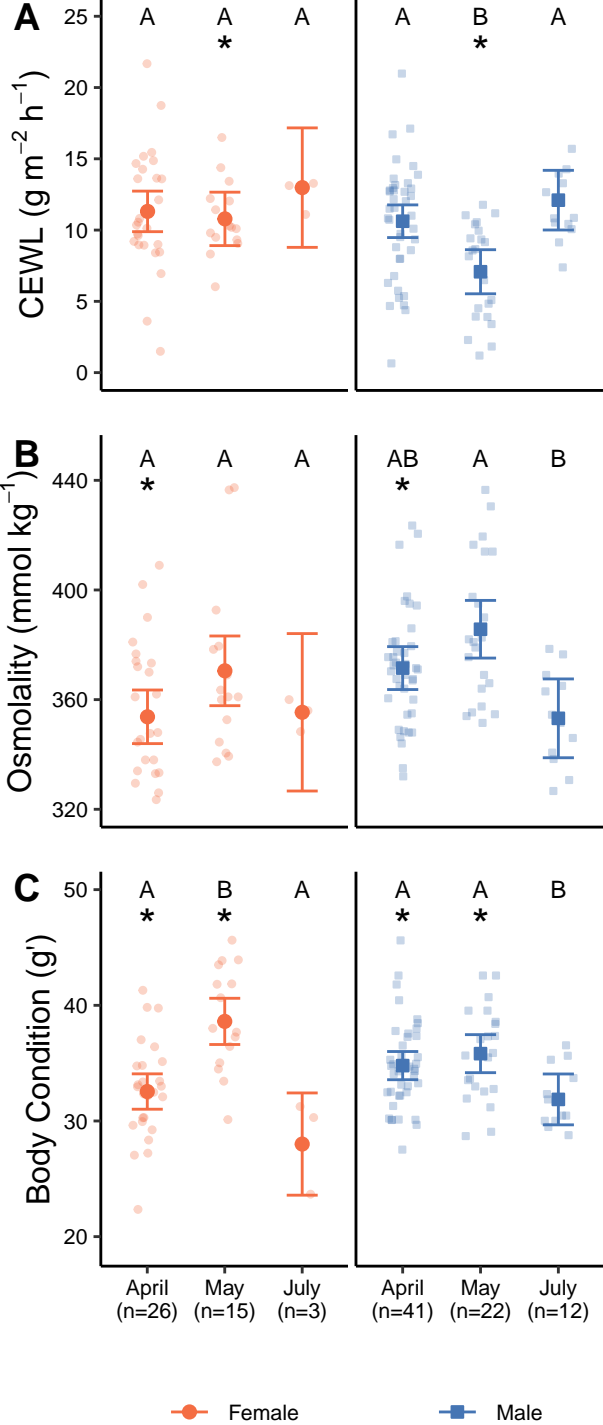 A
A A A A B A
* *
CEWL (g m⁻² h⁻¹)
25
20
15
10
5
0
B
A A A AB A B
* *
Osmolality (mmol kg⁻¹)
440
400
360
320
C
A B A A A B
* * * *
Body Condition (g')
50
40
30
20
April May July April May July
(n=26) (n=15) (n=3) (n=41) (n=22) (n=12)
Female Male